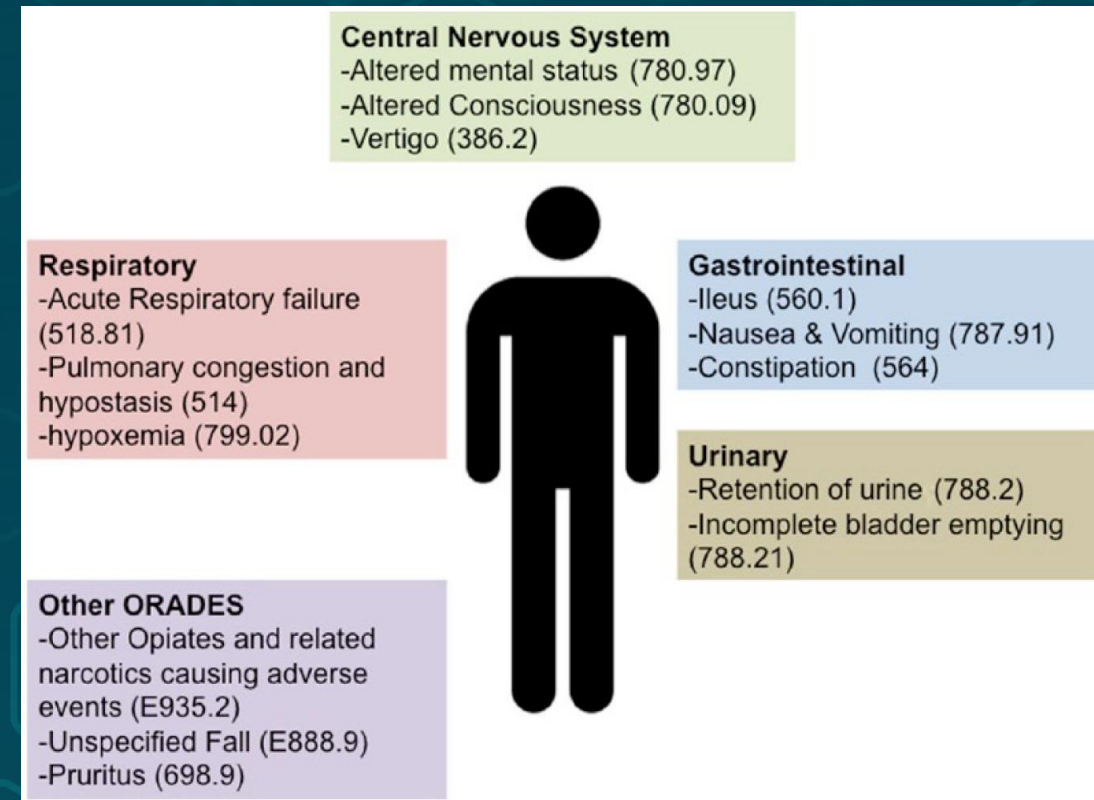 Central Nervous System
-Altered mental status (780.97)
-Altered Consciousness (780.09)
-Vertigo (386.2)
Respiratory
-Acute Respiratory failure
(518.81)
-Pulmonary congestion and
hypostasis (514)
-hypoxemia (799.02)
Gastrointestinal
-Ileus (560.1)
-Nausea & Vomiting (787.91)
-Constipation (564)
Urinary
-Retention of urine (788.2)
-Incomplete bladder emptying
(788.21)
Other ORADES
-Other Opiates and related
narcotics causing adverse
events (E935.2)
-Unspecified Fall (E888.9)
-Pruritus (698.9)